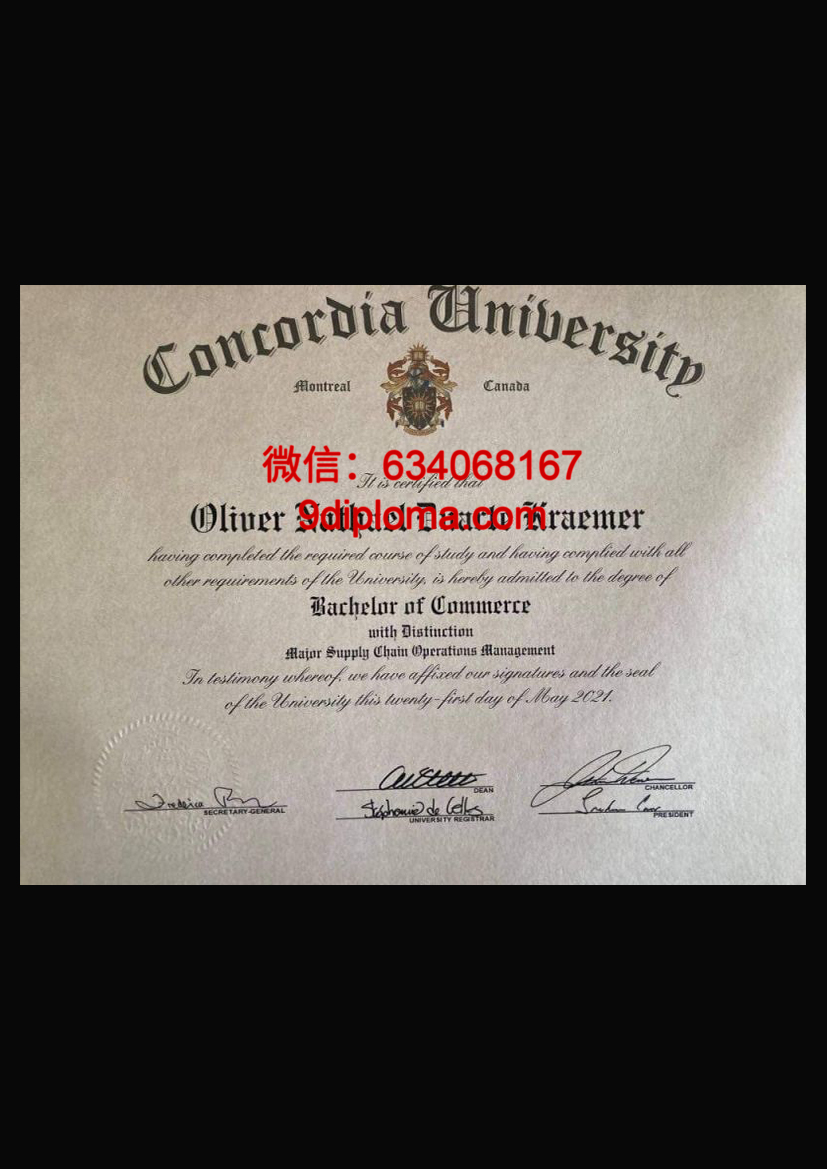 Concordia University
Montreal Canada
微信：634068167
It is certified that
9diploma.com
Oliver Kraemer
having completed the required course of study and having complied with all
other requirements of the University, is hereby admitted to the degree of
Bachelor of Commerce
with Distinction
Major Supply Chain Operations Management
In testimony whereof, we have affixed our signatures and the seal
of the University this twenty-first day of May 2021.
DEAN
CHANCELLOR
SECRETARY-GENERAL
Stéphanie de Celles
UNIVERSITY REGISTRAR
PRESIDENT